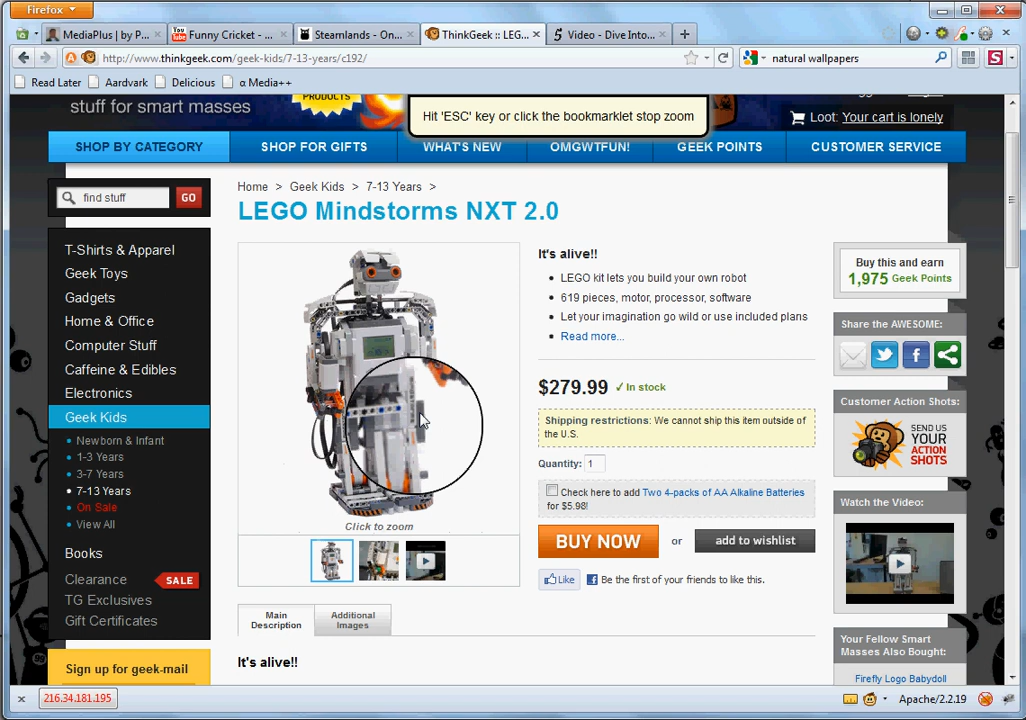 Firefox
MediaPlus | by P...
You Tube
Funny Cricket - ...
Steamlands - On...
ThinkGeek :: LEG...
Video - Dive Into...
http://www.thinkgeek.com/geek-kids/7-13-years/c192/
natural wallpapers
Read Later
Aardvark
Delicious
α Media++
stuff for smart masses
PRODUCTS
Hit 'ESC' key or click the bookmarklet stop zoom
Loot: Your cart is lonely
SHOP BY CATEGORY
SHOP FOR GIFTS
WHAT'S NEW
OMGWTFUN!
GEEK POINTS
CUSTOMER SERVICE
find stuff
GO
T-Shirts & Apparel
Geek Toys
Gadgets
Home & Office
Computer Stuff
Caffeine & Edibles
Electronics
Geek Kids
Newborn & Infant
1-3 Years
3-7 Years
7-13 Years
On Sale
View All
Books
Clearance
SALE
TG Exclusives
Gift Certificates
Sign up for geek-mail
Home > Geek Kids > 7-13 Years >
LEGO Mindstorms NXT 2.0
Click to zoom
It's alive!!
LEGO kit lets you build your own robot
619 pieces, motor, processor, software
Let your imagination go wild or use included plans
Read more...
$279.99 ✓ In stock
Shipping restrictions: We cannot ship this item outside of
the U.S.
Quantity: 1
Check here to add Two 4-packs of AA Alkaline Batteries
for $5.98!
BUY NOW
or
add to wishlist
Like
Be the first of your friends to like this.
Main
Description
Additional
Images
It's alive!!
Buy this and earn
1,975 Geek Points
Share the AWESOME:
Customer Action Shots:
SEND US
YOUR
ACTION
SHOTS
Watch the Video:
Your Fellow Smart
Masses Also Bought:
Firefly Logo Babydoll
216.34.181.195
Apache/2.2.19